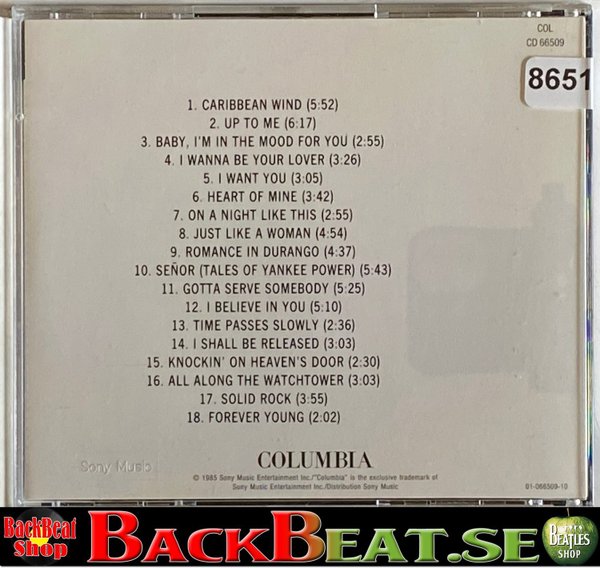 COL
CD 66509
8651
1. CARIBBEAN WIND (5:52)
2. UP TO ME (6:17)
3. BABY, I'M IN THE MOOD FOR YOU (2:55)
4. I WANNA BE YOUR LOVER (3:26)
5. I WANT YOU (3:05)
6. HEART OF MINE (3:42)
7. ON A NIGHT LIKE THIS (2:55)
8. JUST LIKE A WOMAN (4:54)
9. ROMANCE IN DURANGO (4:37)
10. SEÑOR (TALES OF YANKEE POWER) (5:43)
11. GOTTA SERVE SOMEBODY (5:25)
12. I BELIEVE IN YOU (5:10)
13. TIME PASSES SLOWLY (2:36)
14. I SHALL BE RELEASED (3:03)
15. KNOCKIN' ON HEAVEN'S DOOR (2:30)
16. ALL ALONG THE WATCHTOWER (3:03)
17. SOLID ROCK (3:55)
18. FOREVER YOUNG (2:02)
Sony Music
COLUMBIA
© 1985 Sony Music Entertainment Inc./"Columbia" is the exclusive trademark of
Sony Music Entertainment Inc./Distribution Sony Music
01-066509-10
BackBeat
Shop
BACKBEAT.SE
BEATLES
SHOP